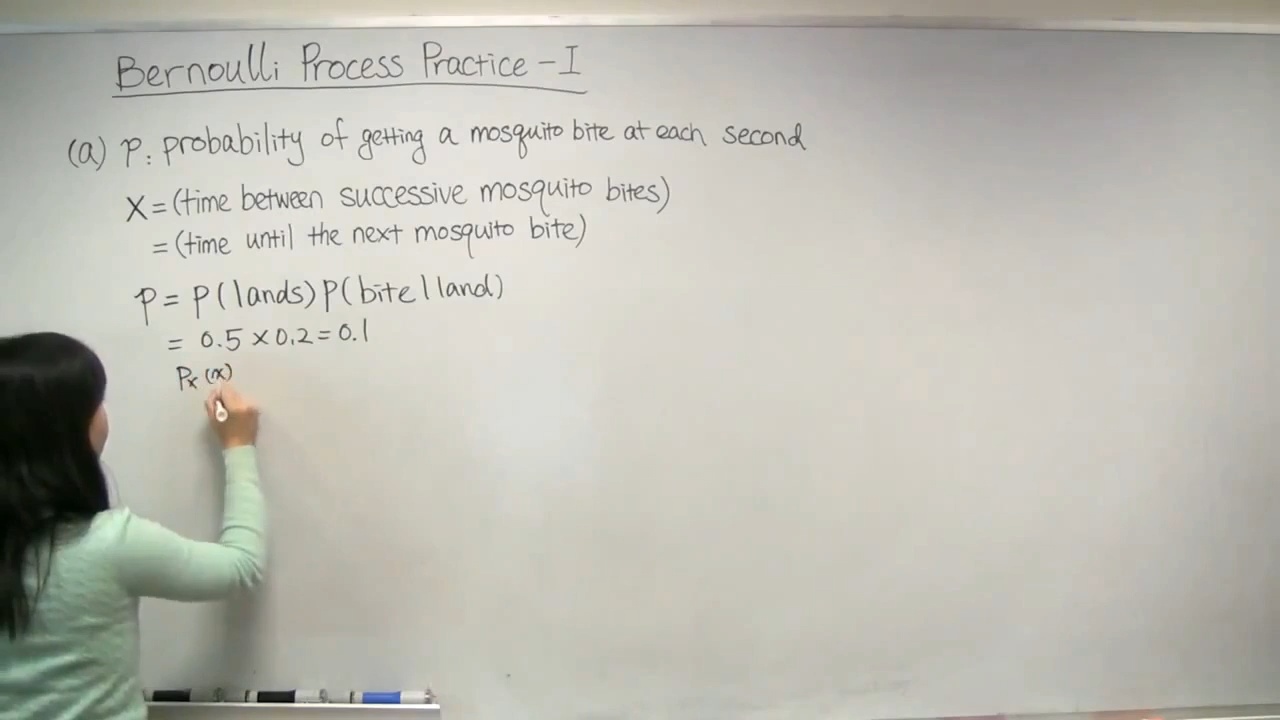 Bernoulli Process Practice - I
(a) p: probability of getting a mosquito bite at each second
X = (time between successive mosquito bites)
= (time until the next mosquito bite)
p = P(lands)P(bite|land)
= 0.5 × 0.2 = 0.1
Pₓ(x)